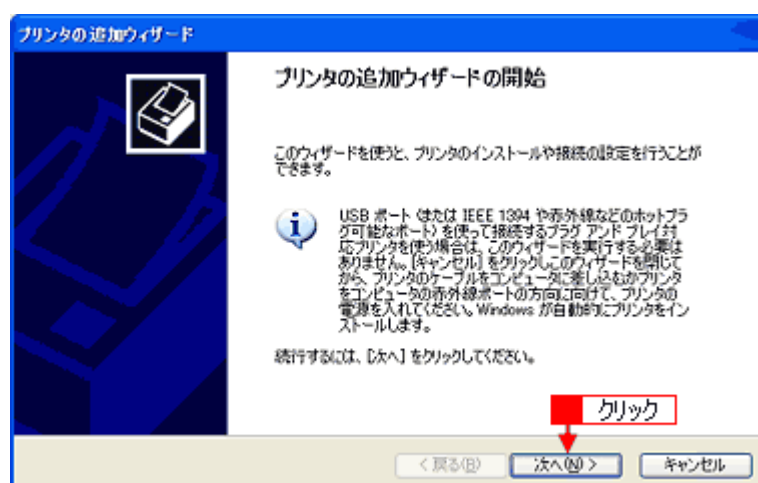 プリンタの追加ウィザード
プリンタの追加ウィザードの開始
このウィザードを使うと、プリンタのインストールや接続の設定を行うことが
できます。
USB ポート (または IEEE 1394 や赤外線などのホットプラ
グ可能なポート) を使って接続するプラグ アンド プレイ対
応プリンタを使う場合は、このウィザードを実行する必要は
ありません。[キャンセル] をクリックしこのウィザードを閉じて
から、プリンタのケーブルをコンピュータに差し込むかプリンタ
をコンピュータの赤外線ポートの方向に向けて、プリンタの
電源を入れてください。Windows が自動的にプリンタをイン
ストールします。
続行するには、[次へ] をクリックしてください。
クリック
< 戻る(B)
次へ(N) >
キャンセル